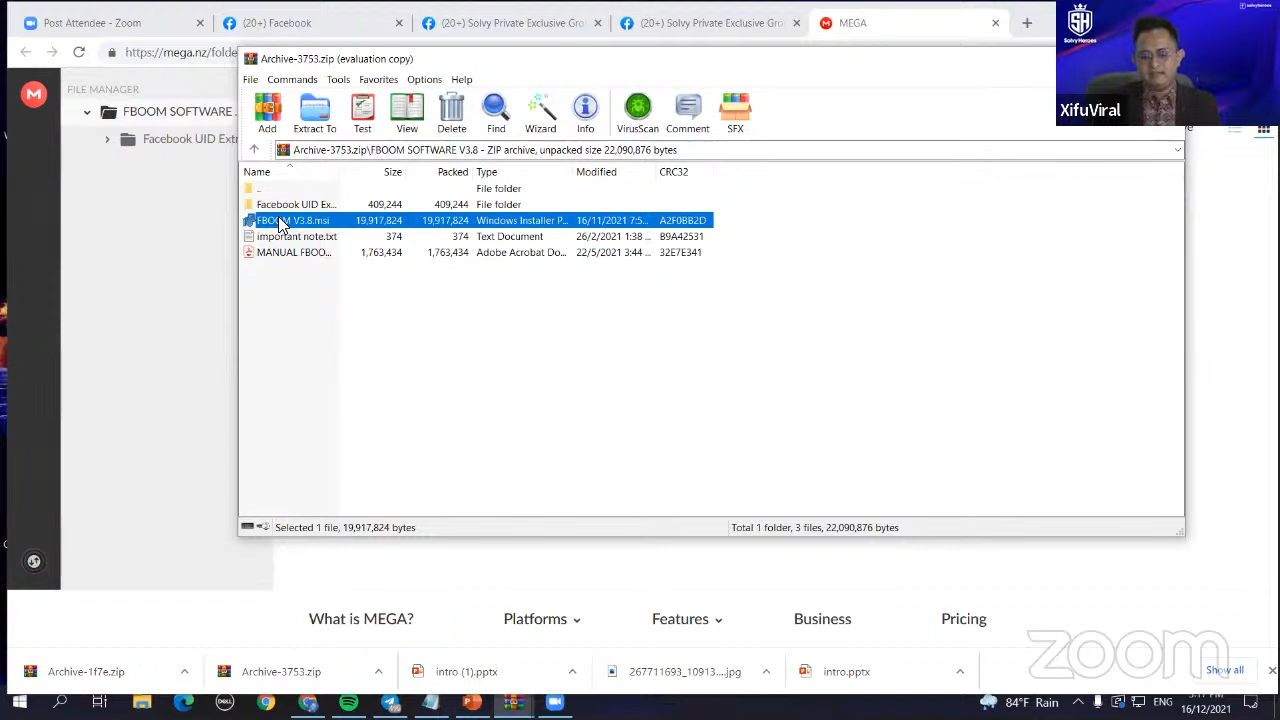 Post Attendee - Zoom
(20+) Facebook
(20+) Solvy Private Exclusive Gro
(20+) Solvy Private Exclusive Gro
MEGA
solvyheroes
SH
SolvyHeroes
https://mega.nz/folde
FILE MANAGER
FBOOM SOFTWARE
Facebook UID Extr
Archive-3753.zip (evaluation copy)
File Commands Tools Favorites Options Help
Add Extract To Test View Delete Find Wizard Info VirusScan Comment SFX
Archive-3753.zip\FBOOM SOFTWARE V3.8 - ZIP archive, unpacked size 22,090,876 bytes
Name Size Packed Type Modified CRC32
.. File folder
Facebook UID Ex... 409,244 409,244 File folder
FBOOM V3.8.msi 19,917,824 19,917,824 Windows Installer P... 16/11/2021 7:5... A2F0BB2D
important note.txt 374 374 Text Document 26/2/2021 1:38 ... B9A42531
MANUAL FBOO... 1,763,434 1,763,434 Adobe Acrobat Do... 22/5/2021 3:44 ... 32E7E341
XifuViral
Selected 1 file, 19,917,824 bytes
Total 1 folder, 3 files, 22,090,876 bytes
What is MEGA? Platforms Features Business Pricing
zoom
Archive-1f7e.zip
Archive-3753.zip
intro (1).pptx
267711693_10913....jpg
intro.pptx
Show all
DELL
84°F Rain
ENG
16/12/2021